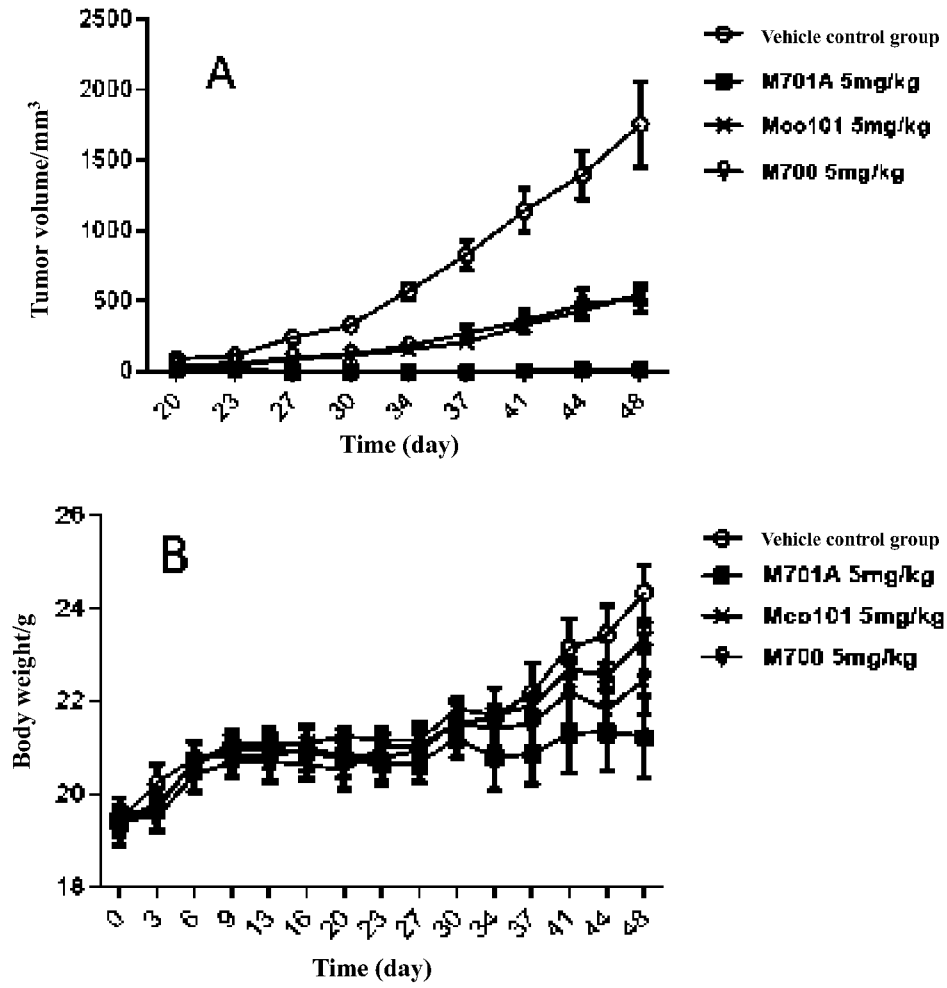 2500
2000
1500
1000
500
0
A
Tumor volume/mm³
20 23 27 30 34 37 41 44 48
Time (day)
Vehicle control group
M701A 5mg/kg
Mco101 5mg/kg
M700 5mg/kg
26
24
22
20
18
B
Body weight/g
0 3 6 9 13 16 20 23 27 30 34 37 41 44 48
Time (day)
Vehicle control group
M701A 5mg/kg
Mco101 5mg/kg
M700 5mg/kg